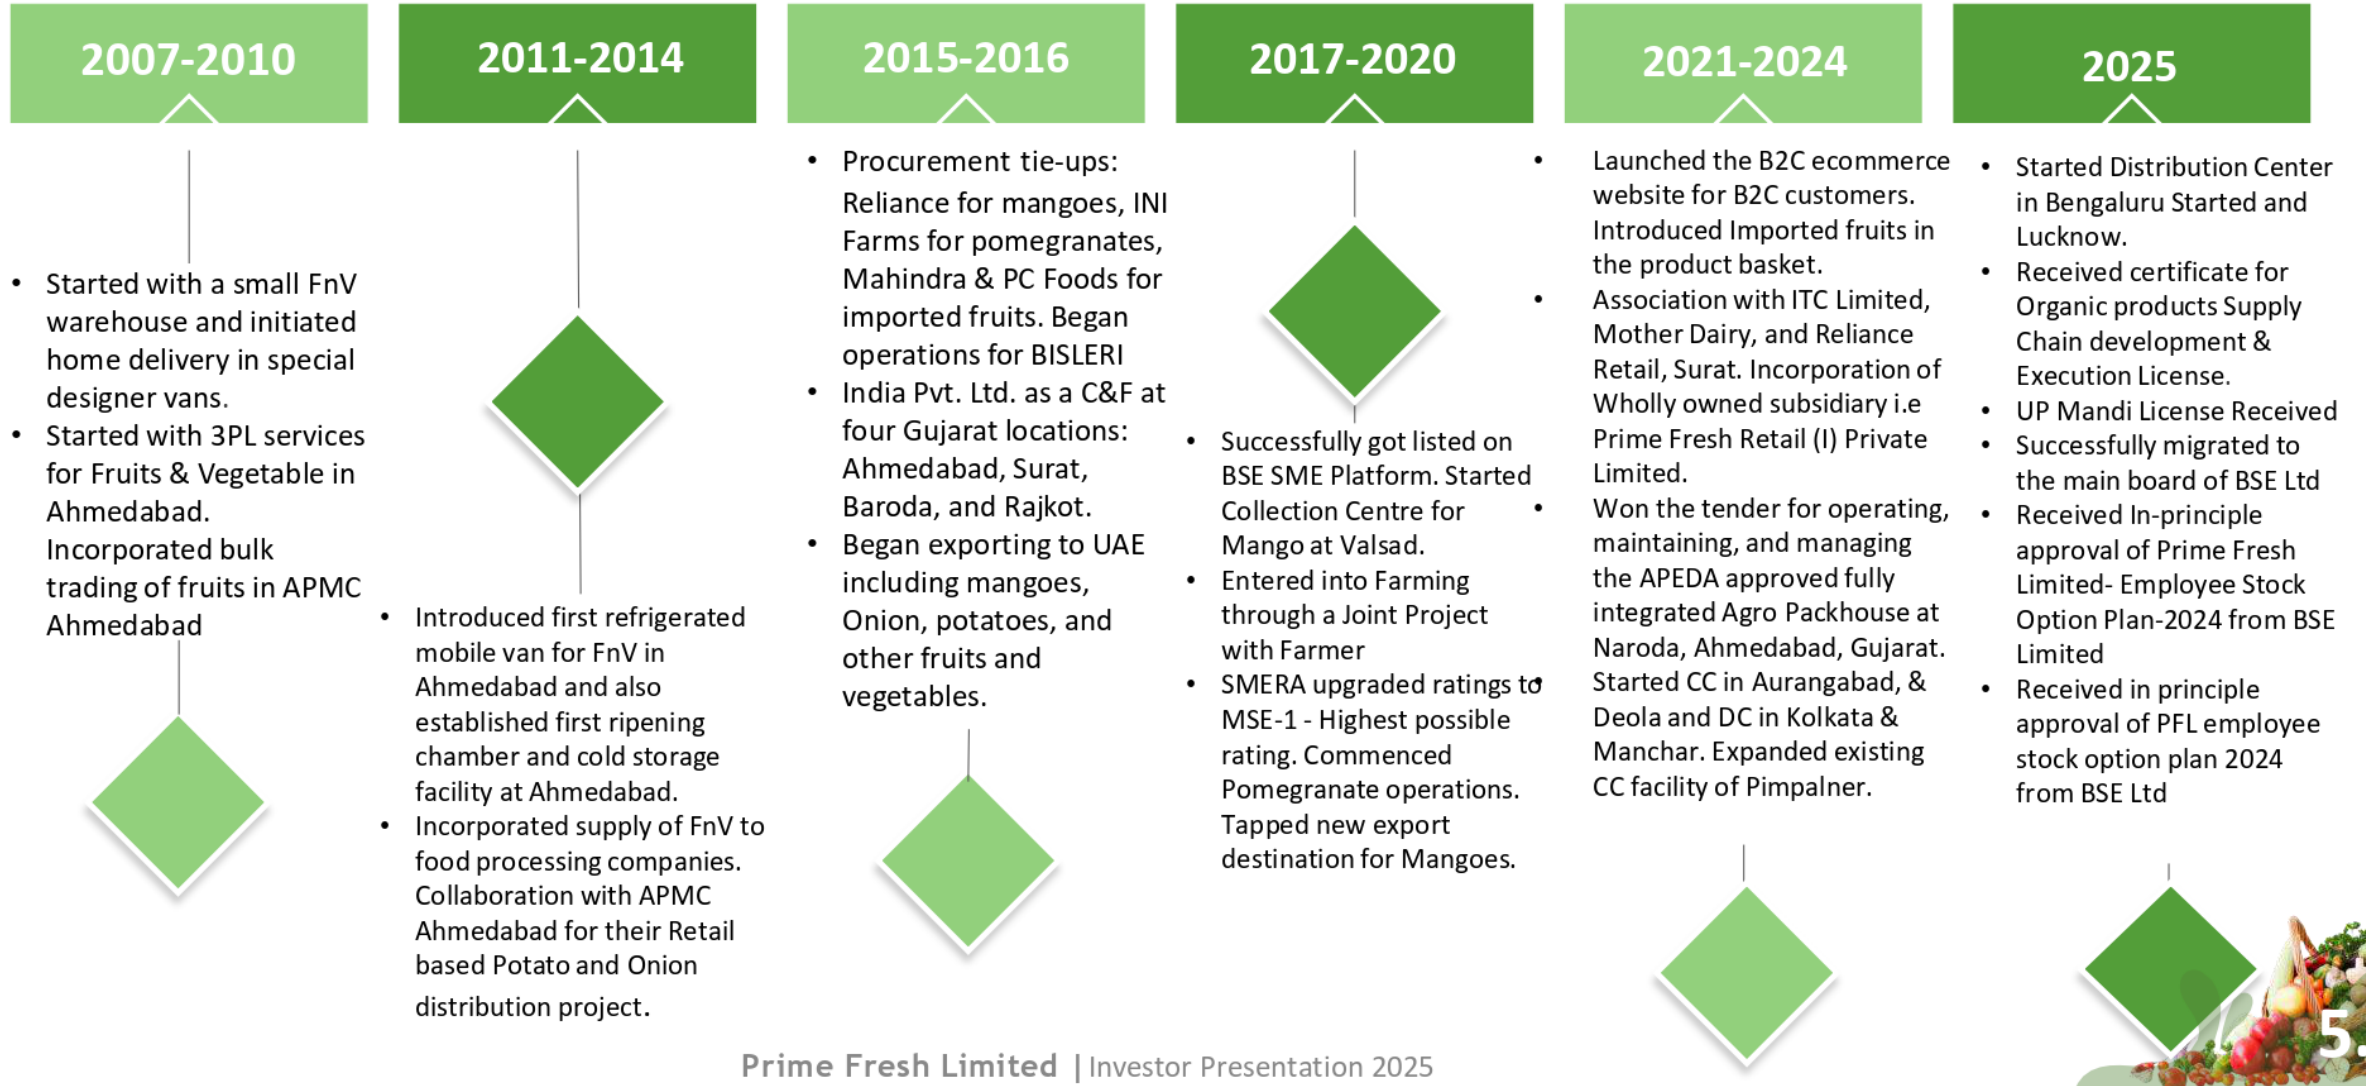 2007-2010
• Started with a small FnV
warehouse and initiated
home delivery in special
designer vans.
• Started with 3PL services
for Fruits & Vegetable in
Ahmedabad.
Incorporated bulk
trading of fruits in APMC
Ahmedabad
2011-2014
• Introduced first refrigerated
mobile van for FnV in
Ahmedabad and also
established first ripening
chamber and cold storage
facility at Ahmedabad.
• Incorporated supply of FnV to
food processing companies.
Collaboration with APMC
Ahmedabad for their Retail
based Potato and Onion
distribution project.
2015-2016
• Procurement tie-ups:
Reliance for mangoes, INI
Farms for pomegranates,
Mahindra & PC Foods for
imported fruits. Began
operations for BISLERI
• India Pvt. Ltd. as a C&F at
four Gujarat locations:
Ahmedabad, Surat,
Baroda, and Rajkot.
• Began exporting to UAE
including mangoes,
Onion, potatoes, and
other fruits and
vegetables.
2017-2020
• Successfully got listed on
BSE SME Platform. Started
Collection Centre for
Mango at Valsad.
• Entered into Farming
through a Joint Project
with Farmer
• SMERA upgraded ratings to
MSE-1 - Highest possible
rating. Commenced
Pomegranate operations.
Tapped new export
destination for Mangoes.
2021-2024
• Launched the B2C ecommerce
website for B2C customers.
Introduced Imported fruits in
the product basket.
• Association with ITC Limited,
Mother Dairy, and Reliance
Retail, Surat. Incorporation of
Wholly owned subsidiary i.e
Prime Fresh Retail (I) Private
Limited.
• Won the tender for operating,
maintaining, and managing
the APEDA approved fully
integrated Agro Packhouse at
Naroda, Ahmedabad, Gujarat.
• Started CC in Aurangabad, &
Deola and DC in Kolkata &
Manchar. Expanded existing
CC facility of Pimpalner.
2025
• Started Distribution Center
in Bengaluru Started and
Lucknow.
• Received certificate for
Organic products Supply
Chain development &
Execution License.
• UP Mandi License Received
• Successfully migrated to
the main board of BSE Ltd
• Received In-principle
approval of Prime Fresh
Limited- Employee Stock
Option Plan-2024 from BSE
Limited
• Received in principle
approval of PFL employee
stock option plan 2024
from BSE Ltd
Prime Fresh Limited | Investor Presentation 2025
5.